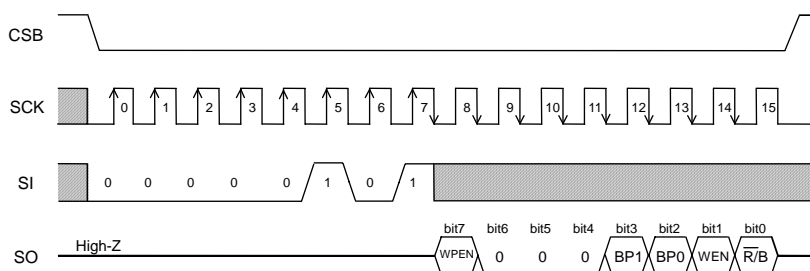 CSB
SCK 0 1 2 3 4 5 6 7 8 9 10 11 12 13 14 15
SI 0 0 0 0 0 1 0 1
bit7 bit6 bit5 bit4 bit3 bit2 bit1 bit0
SO High-Z WPEN 0 0 0 BP1 BP0 WEN R̅/B